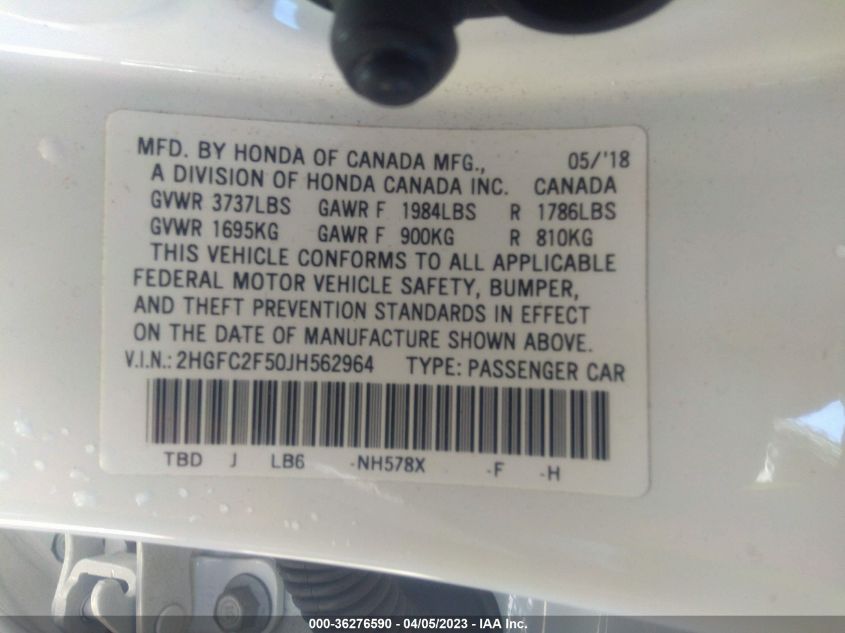 MFD. BY HONDA OF CANADA MFG., 05/'18
A DIVISION OF HONDA CANADA INC. CANADA
GVWR 3737LBS GAWR F 1984LBS R 1786LBS
GVWR 1695KG GAWR F 900KG R 810KG
THIS VEHICLE CONFORMS TO ALL APPLICABLE
FEDERAL MOTOR VEHICLE SAFETY, BUMPER,
AND THEFT PREVENTION STANDARDS IN EFFECT
ON THE DATE OF MANUFACTURE SHOWN ABOVE.
V.I.N.: 2HGFC2F50JH562964 TYPE: PASSENGER CAR
TBD J LB6 -NH578X -F -H
000-36276590 - 04/05/2023 - IAA Inc.